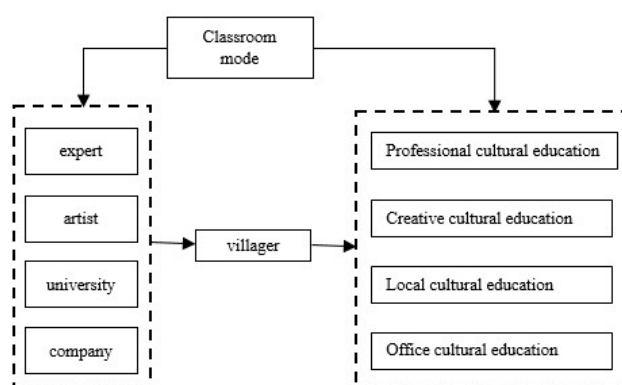 Classroom
mode
expert
artist
university
company
villager
Professional cultural education
Creative cultural education
Local cultural education
Office cultural education